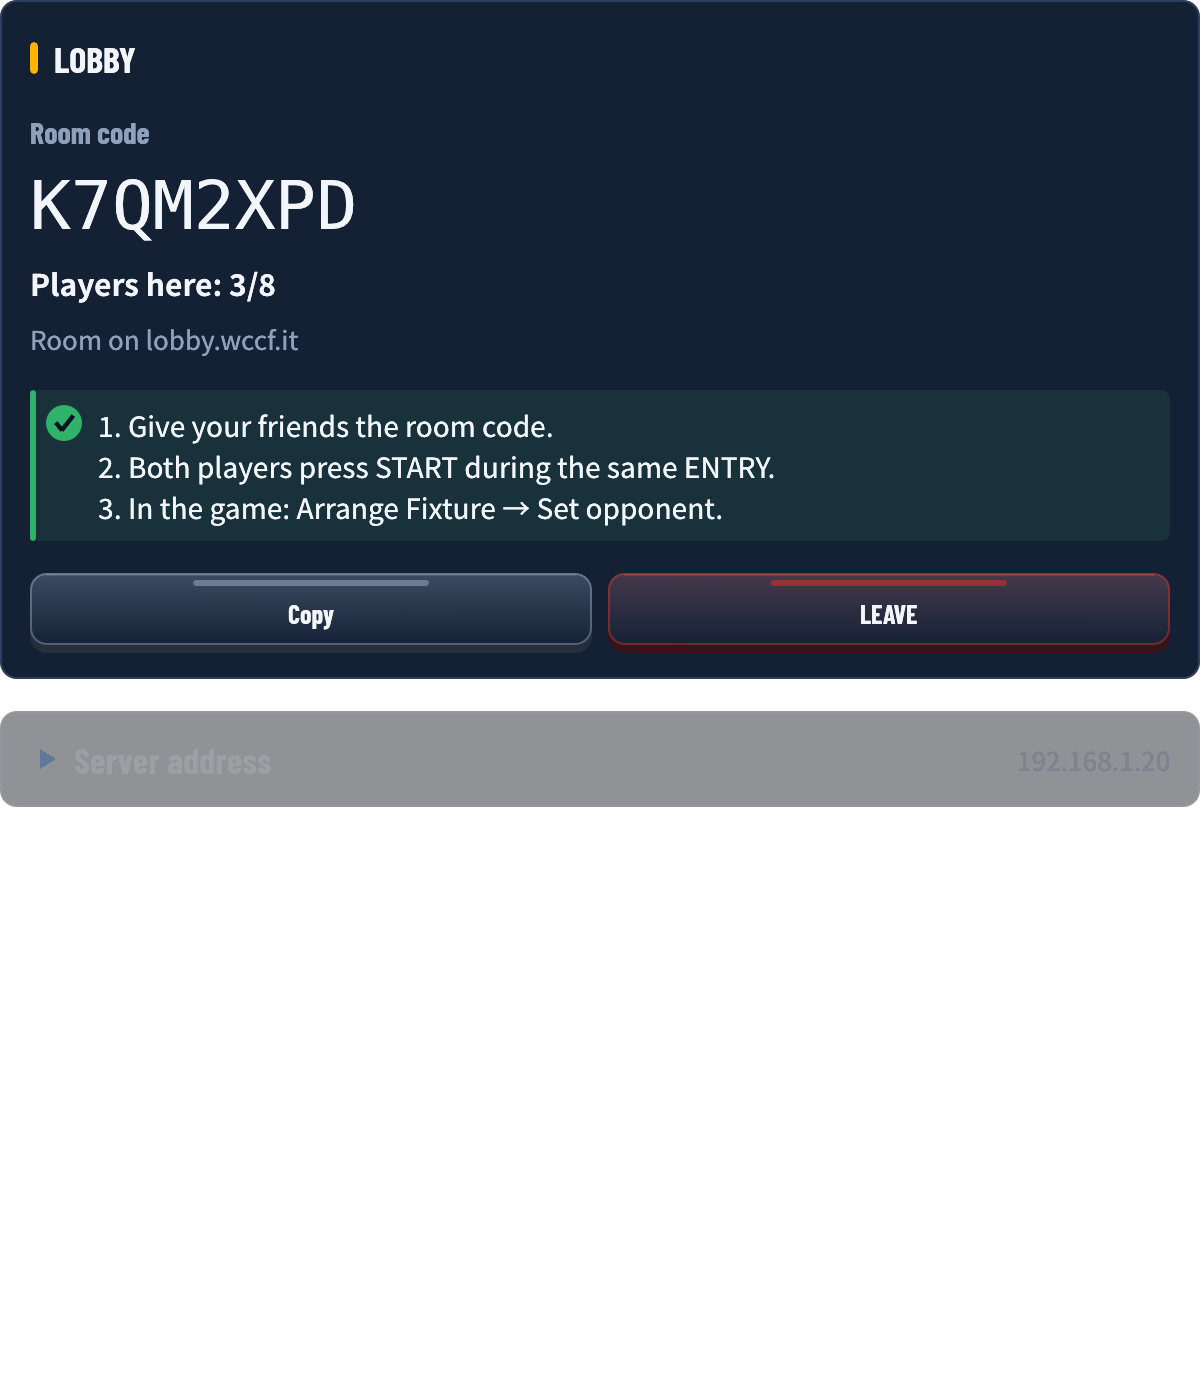 LOBBY
Room code
K7QM2XPD
Players here: 3/8
Room on lobby.wccf.it
1. Give your friends the room code.
2. Both players press START during the same ENTRY.
3. In the game: Arrange Fixture → Set opponent.
Copy
LEAVE
Server address
192.168.1.20